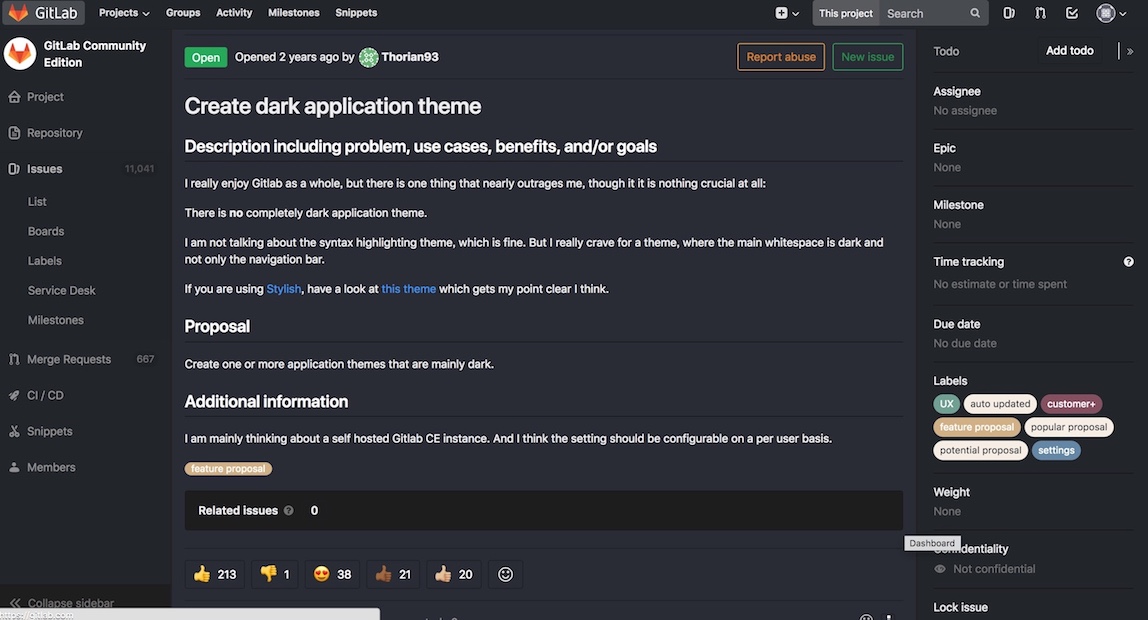 GitLab Projects Groups Activity Milestones Snippets This project Search
GitLab Community
Edition
Project
Repository
Issues 11,041
List
Boards
Labels
Service Desk
Milestones
Merge Requests 667
CI / CD
Snippets
Members
Collapse sidebar
https://gitlab.com
Open Opened 2 years ago by Thorian93 Report abuse New issue
Create dark application theme
Description including problem, use cases, benefits, and/or goals
I really enjoy Gitlab as a whole, but there is one thing that nearly outrages me, though it it is nothing crucial at all:
There is no completely dark application theme.
I am not talking about the syntax highlighting theme, which is fine. But I really crave for a theme, where the main whitespace is dark and
not only the navigation bar.
If you are using Stylish, have a look at this theme which gets my point clear I think.
Proposal
Create one or more application themes that are mainly dark.
Additional information
I am mainly thinking about a self hosted Gitlab CE instance. And I think the setting should be configurable on a per user basis.
feature proposal
Related issues ? 0
213 1 38 21 20
Todo Add todo »
Assignee
No assignee
Epic
None
Milestone
None
Time tracking ?
No estimate or time spent
Due date
No due date
Labels
UX auto updated customer+
feature proposal popular proposal
potential proposal settings
Weight
None
Dashboard
Confidentiality
Not confidential
Lock issue